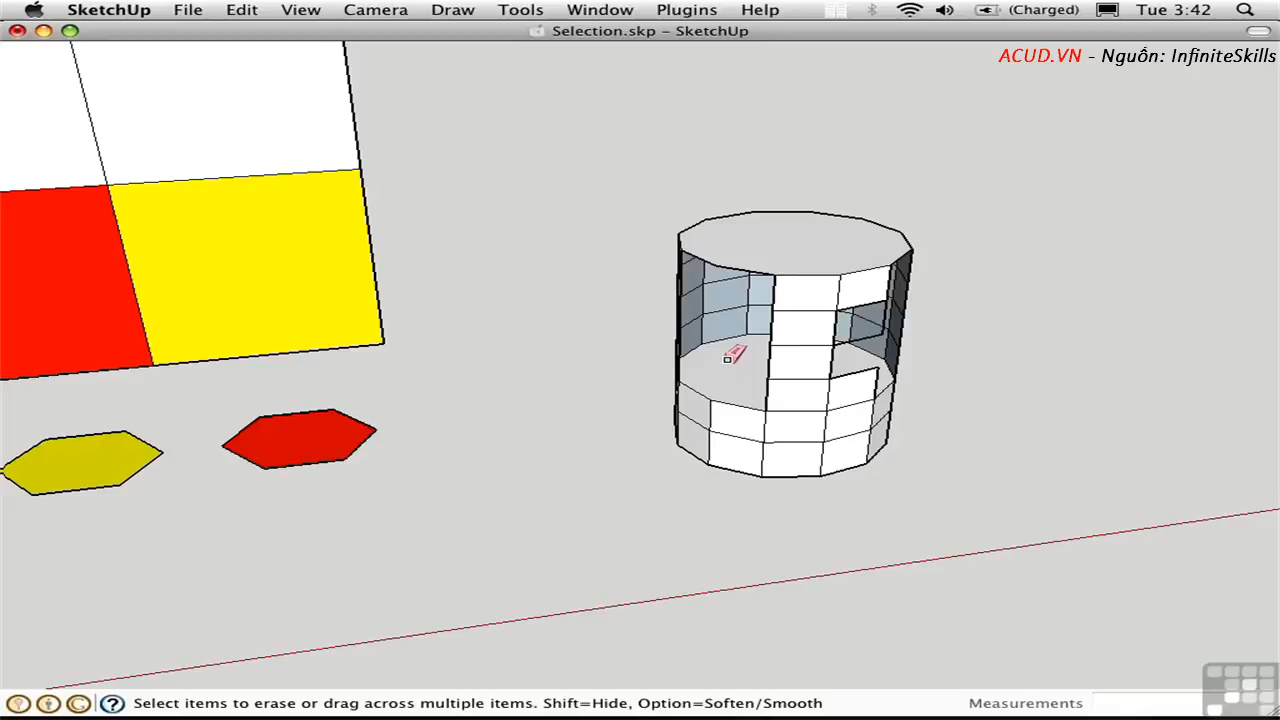 SketchUp File Edit View Camera Draw Tools Window Plugins Help (Charged) Tue 3:42
Selection.skp – SketchUp
ACUD.VN - Nguồn: InfiniteSkills
Select items to erase or drag across multiple items. Shift=Hide, Option=Soften/Smooth Measurements